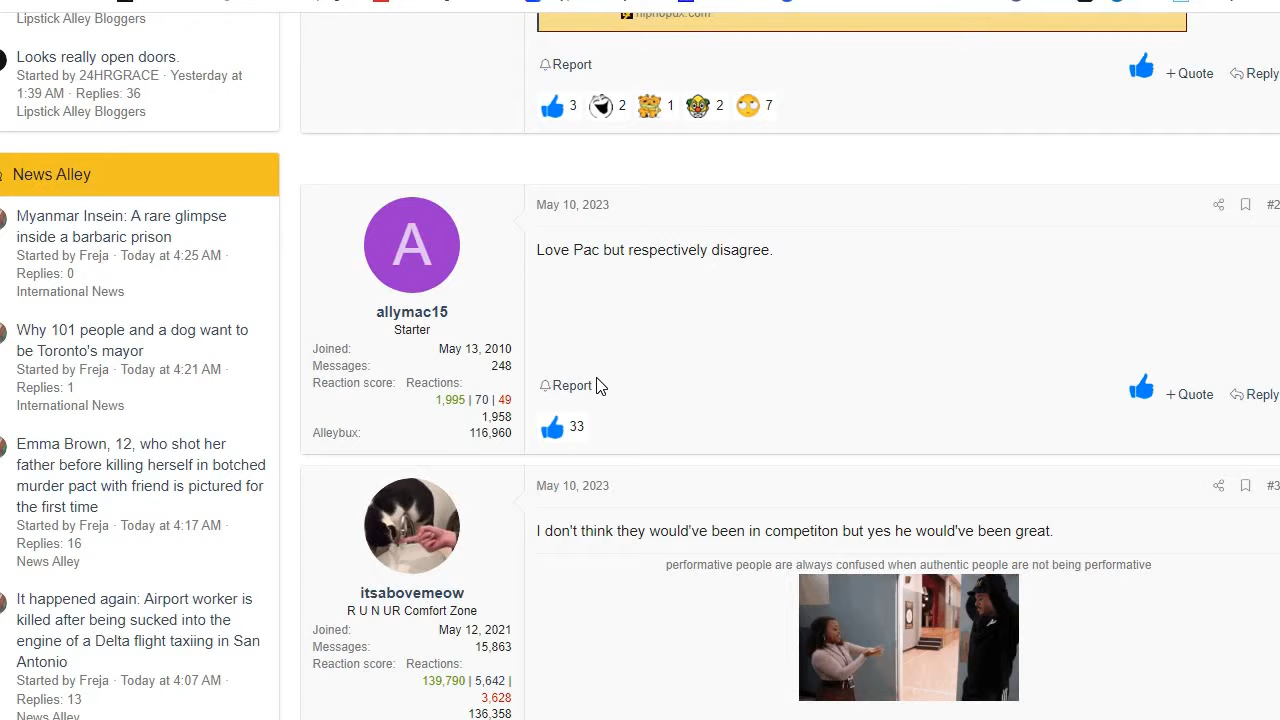 Lipstick Alley Bloggers
Looks really open doors.
Started by 24HRGRACE · Yesterday at
1:39 AM · Replies: 36
Lipstick Alley Bloggers
News Alley
Myanmar Insein: A rare glimpse
inside a barbaric prison
Started by Freja · Today at 4:25 AM ·
Replies: 0
International News
Why 101 people and a dog want to
be Toronto's mayor
Started by Freja · Today at 4:21 AM ·
Replies: 1
International News
Emma Brown, 12, who shot her
father before killing herself in botched
murder pact with friend is pictured for
the first time
Started by Freja · Today at 4:17 AM ·
Replies: 16
News Alley
It happened again: Airport worker is
killed after being sucked into the
engine of a Delta flight taxiing in San
Antonio
Started by Freja · Today at 4:07 AM ·
Replies: 13
News Alley
hiphopdx.com
Report + Quote Reply
3 2 1 2 7
A
allymac15
Starter
Joined: May 13, 2010
Messages: 248
Reaction score: Reactions:
1,995 | 70 | 49
1,958
Alleybux: 116,960
May 10, 2023 #2
Love Pac but respectively disagree.
Report + Quote Reply
33
itsabovemeow
R U N UR Comfort Zone
Joined: May 12, 2021
Messages: 15,863
Reaction score: Reactions:
139,790 | 5,642 |
3,628
136,358
May 10, 2023 #3
I don't think they would've been in competiton but yes he would've been great.
performative people are always confused when authentic people are not being performative